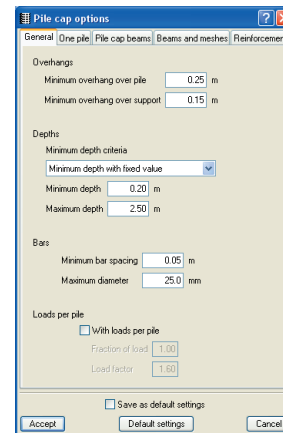 Pile cap options
General One pile Pile cap beams Beams and meshes
Overhangs
Minimum overhang over pile 0.25 m
Minimum overhang over support 0.15 m
Depths
Minimum depth criteria
Minimum depth with fixed value
Minimum depth 0.20 m
Maximum depth 2.50 m
Bars
Minimum bar spacing 0.05 m
Maximum diameter 25.0 mm
Loads per pile
With loads per pile
Fraction of load 1.00
Load factor 1.60
Save as default settings
Accept Default settings Cancel